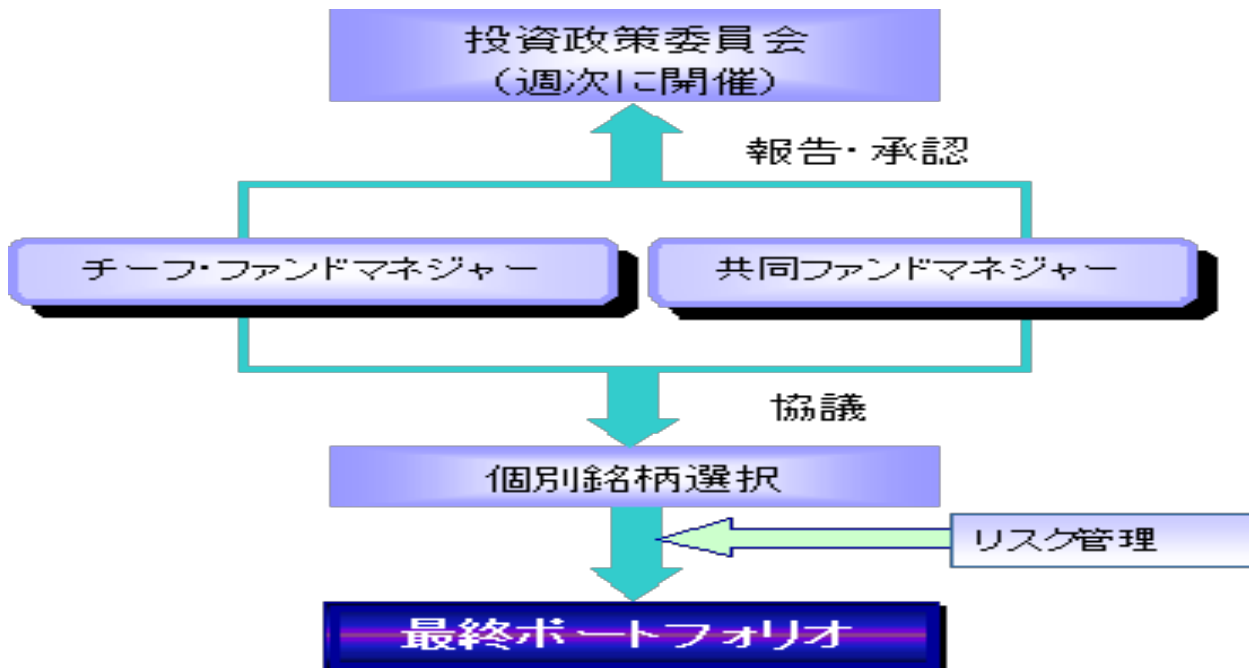 投資政策委員会
(週次に開催)
報告・承認
チーフ・ファンドマネジャー
共同ファンドマネジャー
協議
個別銘柄選択
リスク管理
最終ポートフォリオ